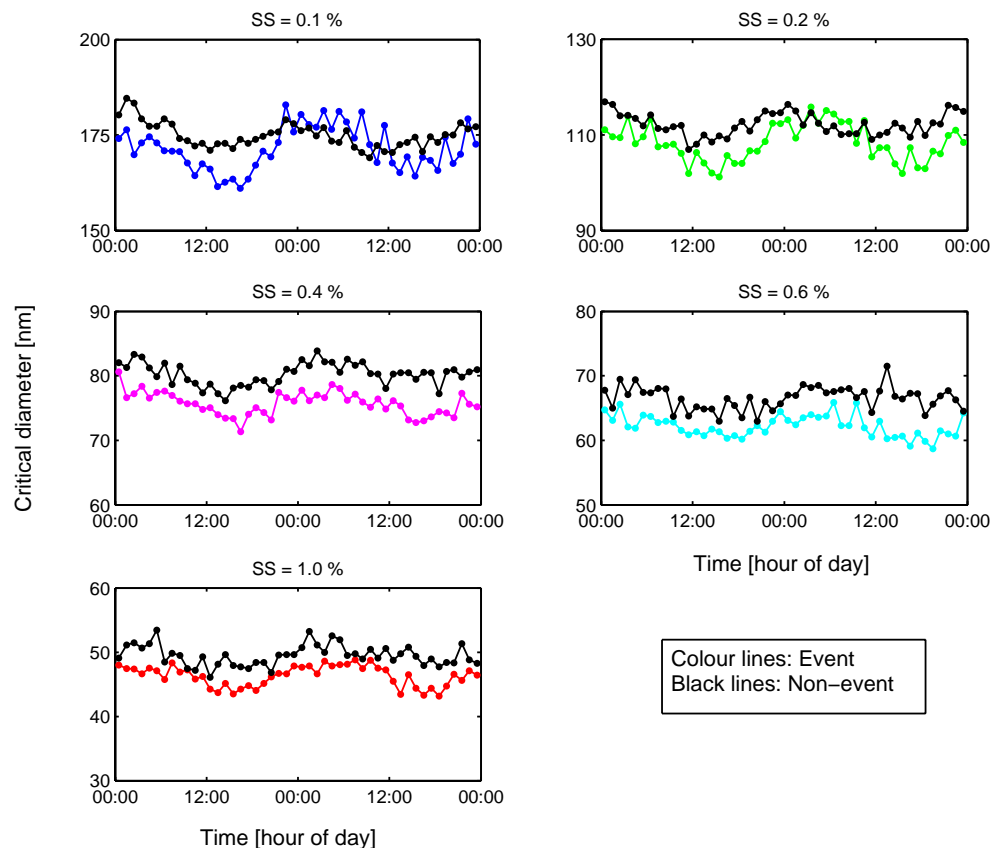 SS = 0.1 %
200
175
150
00:00 12:00 00:00 12:00 00:00
SS = 0.2 %
130
110
90
00:00 12:00 00:00 12:00 00:00
Critical diameter [nm]
SS = 0.4 %
90
80
70
60
00:00 12:00 00:00 12:00 00:00
SS = 0.6 %
80
70
60
50
00:00 12:00 00:00 12:00 00:00
Time [hour of day]
SS = 1.0 %
60
50
40
30
00:00 12:00 00:00 12:00 00:00
Time [hour of day]
Colour lines: Event
Black lines: Non−event